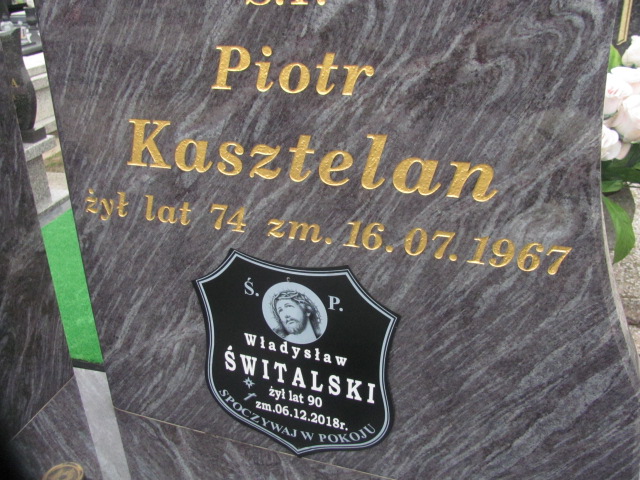 Ś.P.
Piotr
Kasztelan
żył lat 74 zm. 16.07.1967
Ś. P.
Władysław
ŚWITALSKI
żył lat 90
zm.06.12.2018r.
SPOCZYWAJ W POKOJU